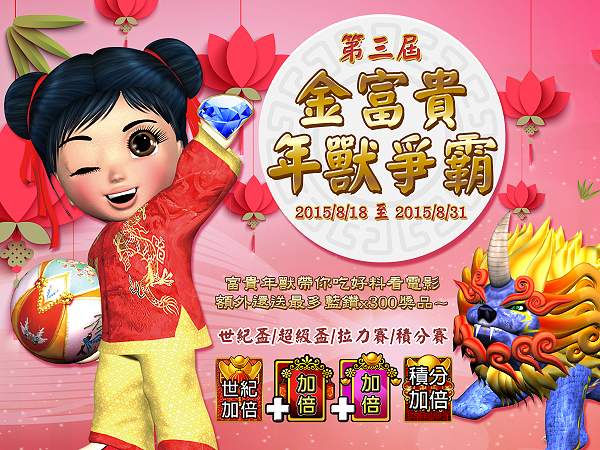 第三屆
金富貴
年獸爭霸
2015/8/18 至 2015/8/31
富貴年獸帶你吃好料看電影
額外還送最多藍鑽x300獎品~
世紀盃/超級盃/拉力賽/積分賽
世紀加倍+加倍+加倍 積分加倍